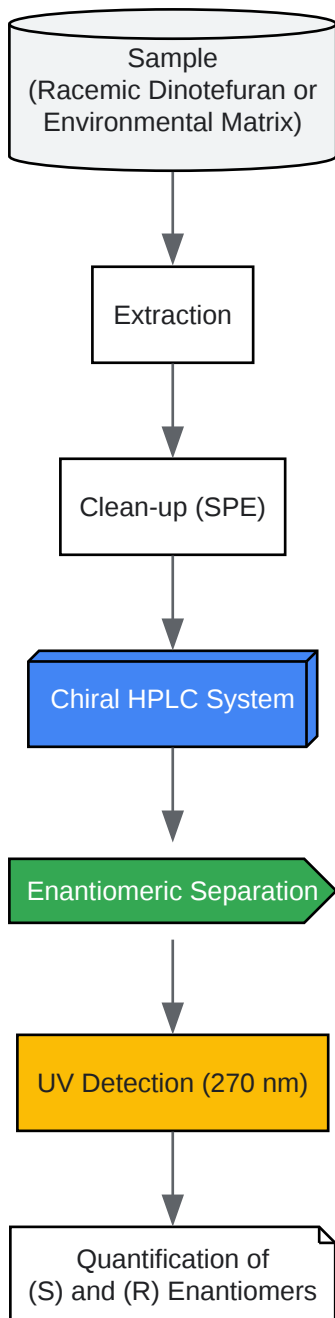 Sample
(Racemic Dinotefuran or
Environmental Matrix)
Extraction
Clean-up (SPE)
Chiral HPLC System
Enantiomeric Separation
UV Detection (270 nm)
Quantification of
(S) and (R) Enantiomers